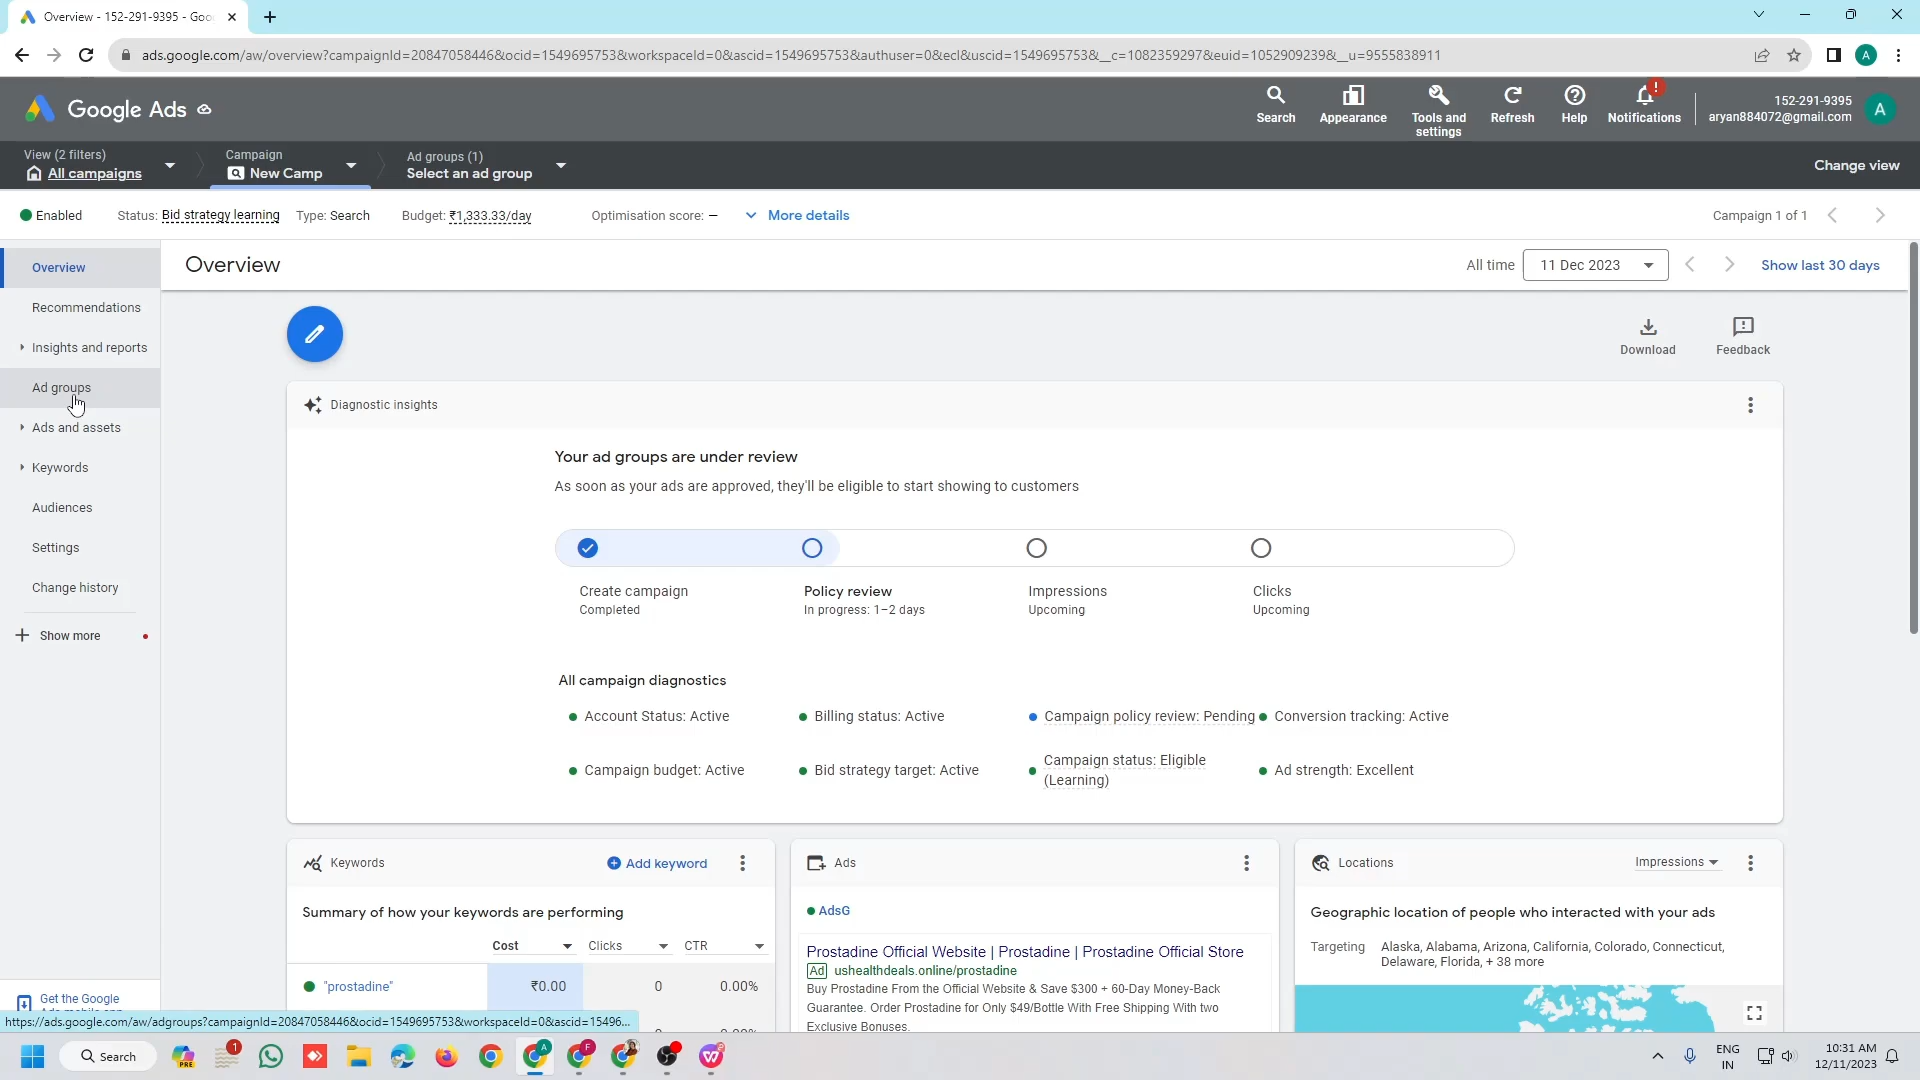 Overview - 152-291-9395 - Goo
ads.google.com/aw/overview?campaignId=20847058446&ocid=1549695753&workspaceId=0&ascid=1549695753&authuser=0&ecl&uscid=1549695753&__c=1082359297&euid=1052909239&__u=9555838911
A
Google Ads
Search
Appearance
Tools and
settings
Refresh
Help
!
Notifications
152-291-9395
aryan884072@gmail.com
A
View (2 filters)
All campaigns
Campaign
New Camp
Ad groups (1)
Select an ad group
Change view
Enabled
Status: Bid strategy learning
Type: Search
Budget: ₹1,333.33/day
Optimisation score: –
More details
Campaign 1 of 1
Overview
Recommendations
Insights and reports
Ad groups
Ads and assets
Keywords
Audiences
Settings
Change history
Show more
Get the Google
Overview
All time
11 Dec 2023
Show last 30 days
Download
Feedback
Diagnostic insights
Your ad groups are under review
As soon as your ads are approved, they'll be eligible to start showing to customers
Create campaign
Completed
Policy review
In progress: 1–2 days
Impressions
Upcoming
Clicks
Upcoming
All campaign diagnostics
Account Status: Active
Billing status: Active
Campaign policy review: Pending
Conversion tracking: Active
Campaign budget: Active
Bid strategy target: Active
Campaign status: Eligible
(Learning)
Ad strength: Excellent
Keywords
Add keyword
Summary of how your keywords are performing
Cost
Clicks
CTR
"prostadine"
₹0.00
0
0.00%
Ads
AdsG
Prostadine Official Website | Prostadine | Prostadine Official Store
Ad ushealthdeals.online/prostadine
Buy Prostadine From the Official Website & Save $300 + 60-Day Money-Back
Guarantee. Order Prostadine for Only $49/Bottle With Free Shipping With two
Exclusive Bonuses.
Locations
Impressions
Geographic location of people who interacted with your ads
Targeting
Alaska, Alabama, Arizona, California, Colorado, Connecticut,
Delaware, Florida, + 38 more
https://ads.google.com/aw/adgroups?campaignId=20847058446&ocid=1549695753&workspaceId=0&ascid=15496...
Search
PRE
1
A
F
ENG
IN
10:31 AM
12/11/2023